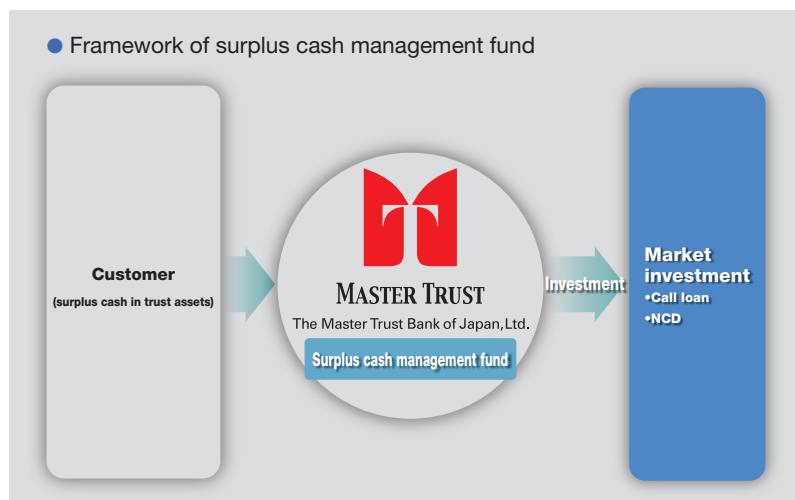 ● Framework of surplus cash management fund
Customer
(surplus cash in trust assets)
MASTER TRUST
The Master Trust Bank of Japan,Ltd.
Surplus cash management fund
Investment
Market
investment
•Call loan
•NCD